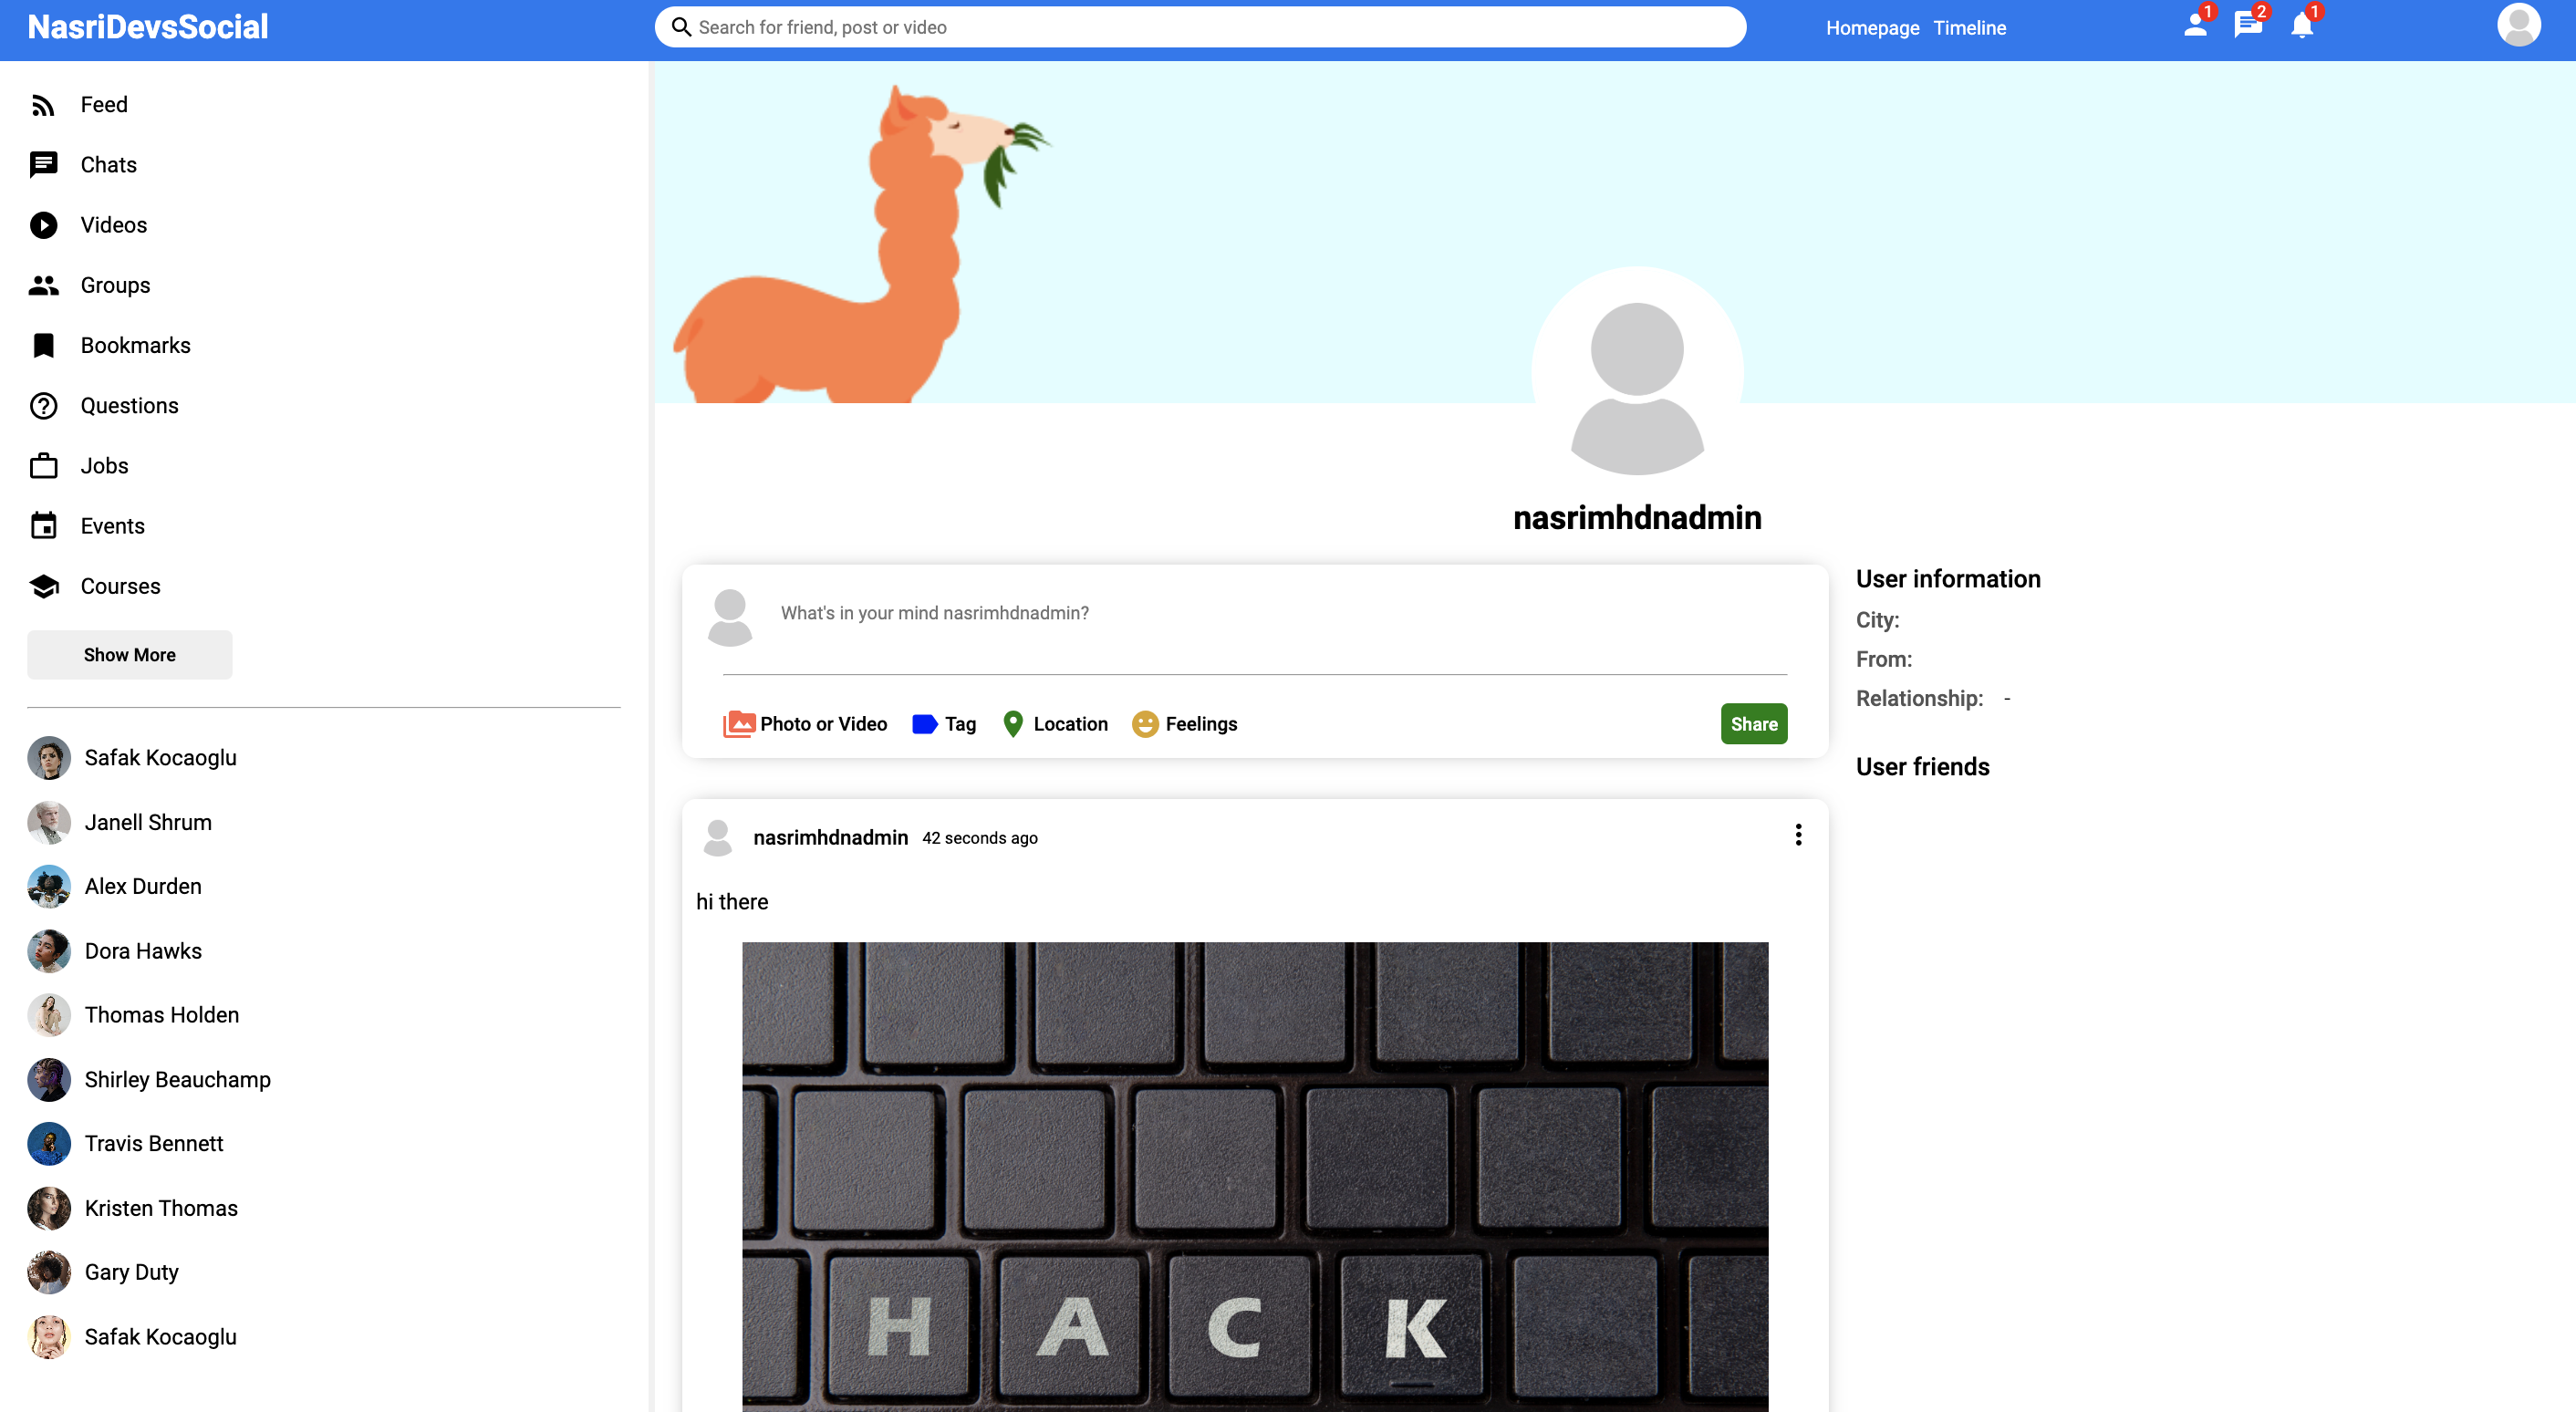 NasriDevsSocial
Search for friend, post or video
Homepage Timeline
1
2
1
Feed
Chats
Videos
Groups
Bookmarks
Questions
Jobs
Events
Courses
Show More
Safak Kocaoglu
Janell Shrum
Alex Durden
Dora Hawks
Thomas Holden
Shirley Beauchamp
Travis Bennett
Kristen Thomas
Gary Duty
Safak Kocaoglu
nasrimhdnadmin
What's in your mind nasrimhdnadmin?
Photo or Video Tag Location Feelings Share
nasrimhdnadmin 42 seconds ago
hi there
HACK
User information
City:
From:
Relationship: -
User friends